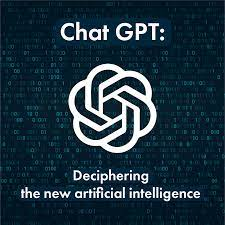 Chat GPT:
Deciphering
the new artificial intelligence